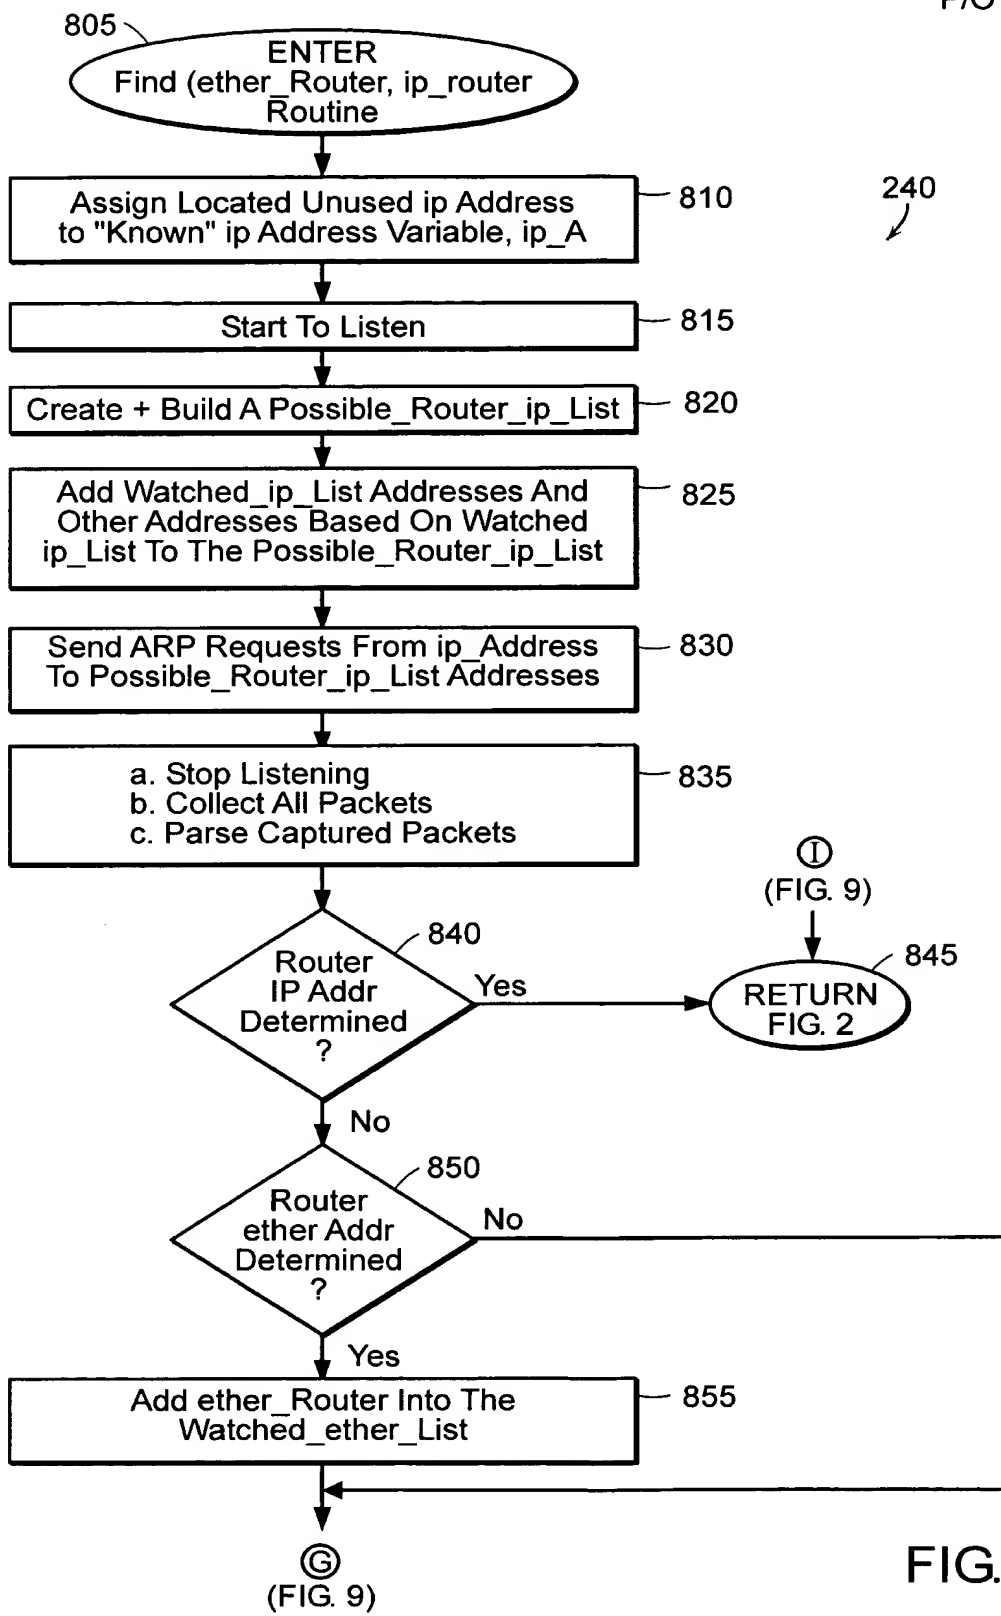 P/O
805
ENTER
Find (ether_Router, ip_router
Routine
Assign Located Unused ip Address
to "Known" ip Address Variable, ip_A
810
240
Start To Listen
815
Create + Build A Possible_Router_ip_List
820
Add Watched_ip_List Addresses And
Other Addresses Based On Watched
ip_List To The Possible_Router_ip_List
825
Send ARP Requests From ip_Address
To Possible_Router_ip_List Addresses
830
a. Stop Listening
b. Collect All Packets
c. Parse Captured Packets
835
I
(FIG. 9)
840
Router
IP Addr
Determined
?
Yes
845
RETURN
FIG. 2
No
850
Router
ether Addr
Determined
?
No
Yes
Add ether_Router Into The
Watched_ether_List
855
G
(FIG. 9)
FIG.